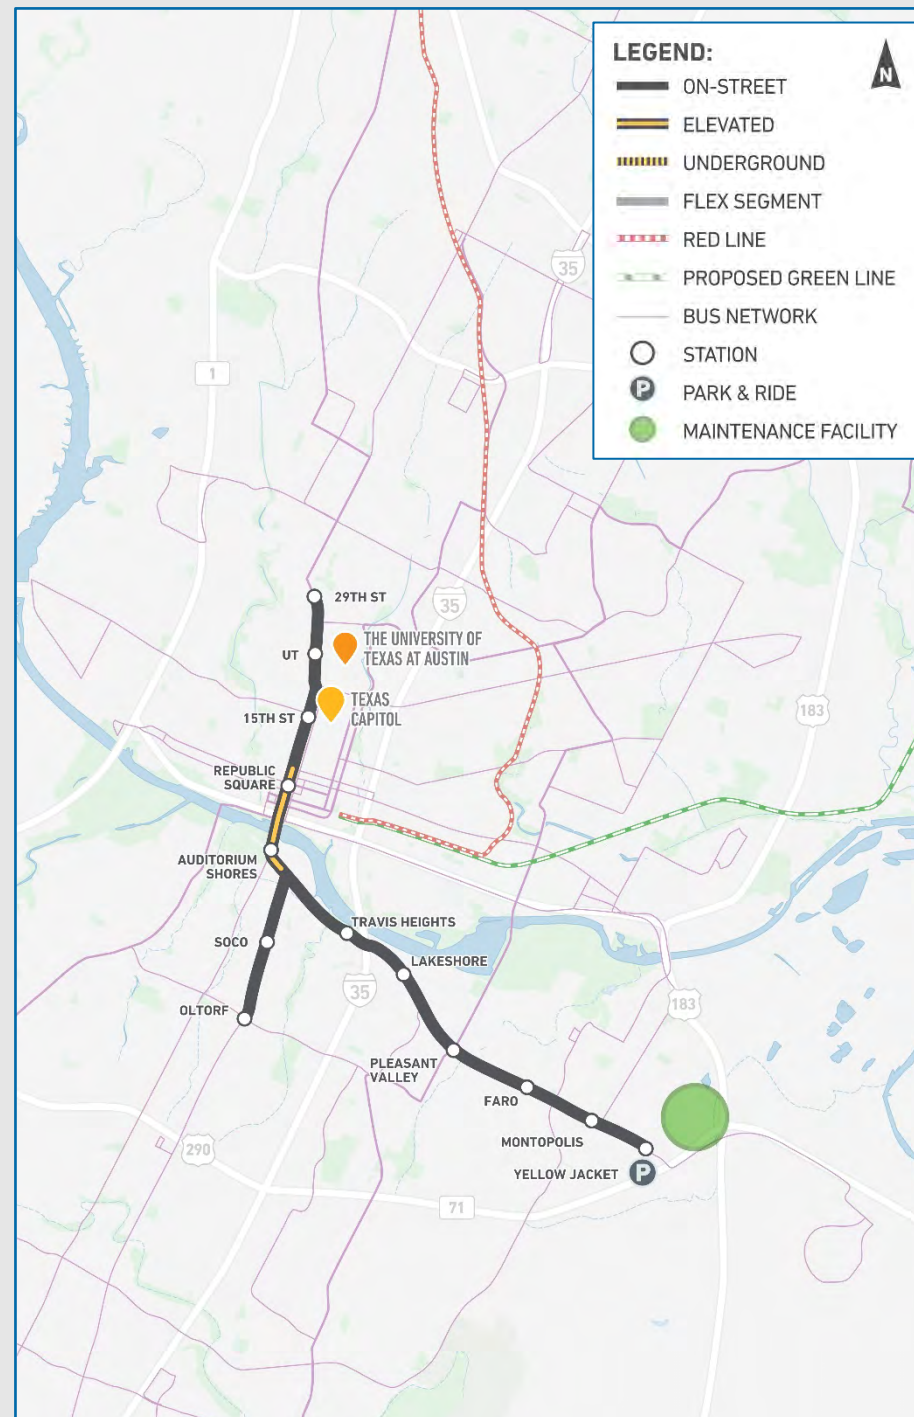 LEGEND:
N
ON-STREET
ELEVATED
UNDERGROUND
FLEX SEGMENT
RED LINE
PROPOSED GREEN LINE
BUS NETWORK
STATION
P
PARK & RIDE
MAINTENANCE FACILITY
35
1
29TH ST
35
UT
THE UNIVERSITY OF
TEXAS AT AUSTIN
TEXAS
CAPITOL
15TH ST
183
REPUBLIC
SQUARE
AUDITORIUM
SHORES
TRAVIS HEIGHTS
SOCO
LAKESHORE
35
183
OLTORF
PLEASANT
VALLEY
FARO
MONTOPOLIS
290
YELLOW JACKET
P
71